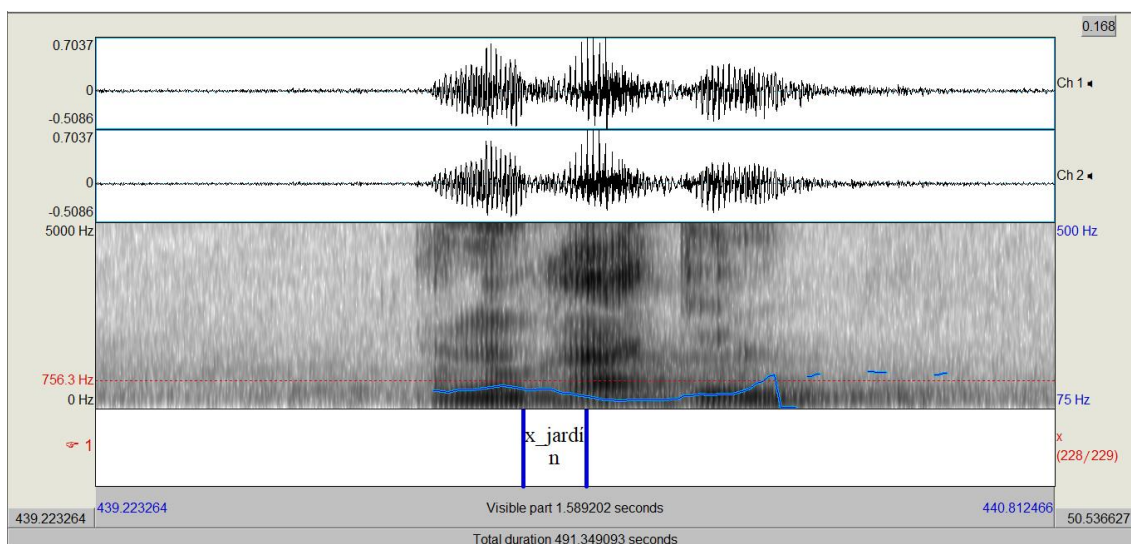 0.168
0.7037
0
-0.5086
Ch 1
0.7037
0
-0.5086
Ch 2
5000 Hz
500 Hz
756.3 Hz
0 Hz
75 Hz
1
x_jardí
n
x
(228/229)
439.223264
Visible part 1.589202 seconds
440.812466
439.223264
50.536627
Total duration 491.349093 seconds